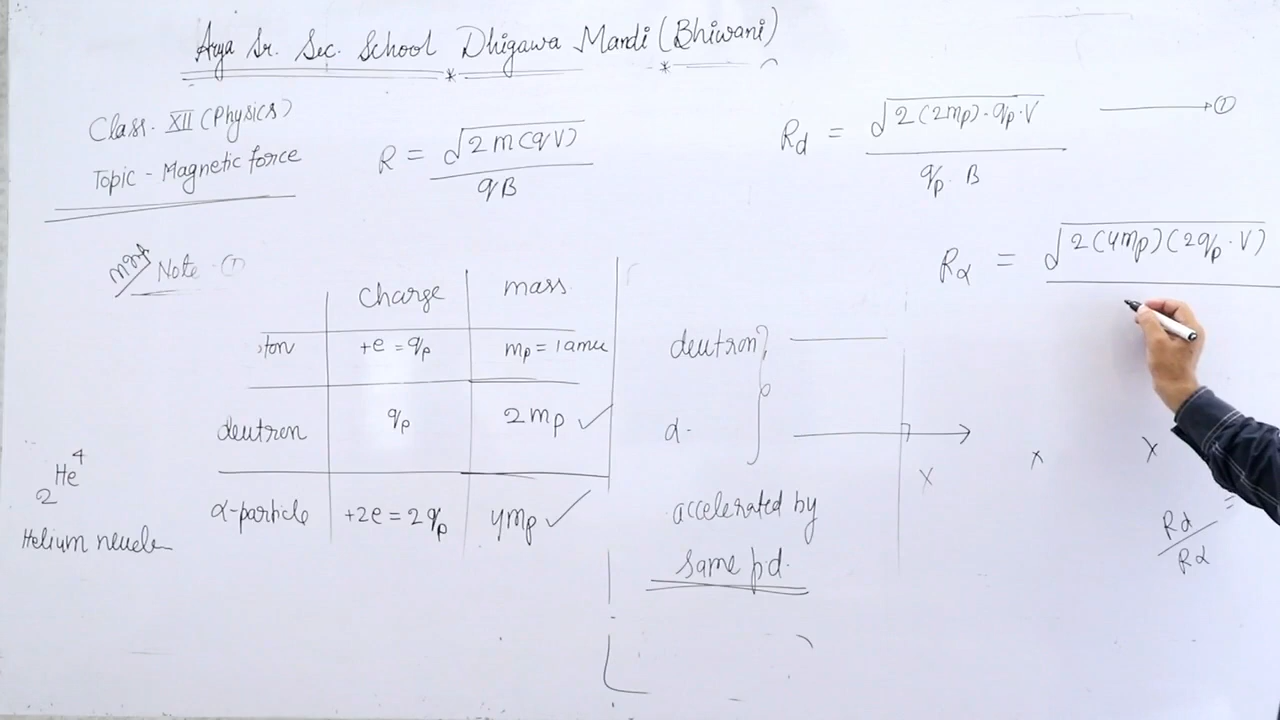 Arya Sr. Sec. School Dhigawa Mandi (Bhiwani)
Class - XII (Physics)
Topic - Magnetic force
R = √2m(qV) / qB
Note - ①
charge mass
ton +e = qp mp = 1amu
deutron qp 2mp ✓
α-particle +2e = 2qp 4mp ✓
2He4
Helium
deutron
α-
accelerated by
same p.d.
Rd = √2(2mp)·qp·V / qp·B → ①
Rα = √2(4mp)(2qp·V)
x x x
Rd / Rα =